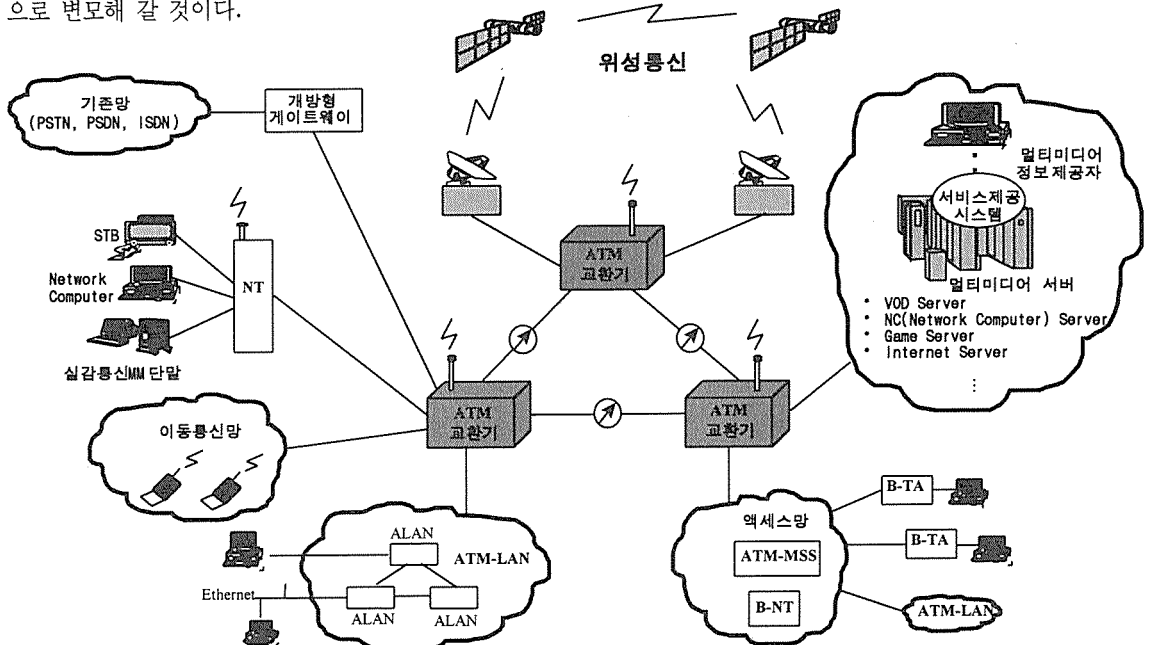 으로 변모해 갈 것이다.
위성통신
기존망
(PSTN, PSDN, ISDN)
개방형
게이트웨이
멀티미디어
정보제공자
서비스제공
시스템
멀티미디어 서버
• VOD Server
• NC(Network Computer) Server
• Game Server
• Internet Server
⋮
STB
Network
Computer
실감통신MM 단말
NT
ATM
교환기
ATM
교환기
ATM
교환기
이동통신망
ALAN
ATM-LAN
Ethernet
ALAN
ALAN
액세스망
ATM-MSS
B-NT
B-TA
B-TA
ATM-LAN